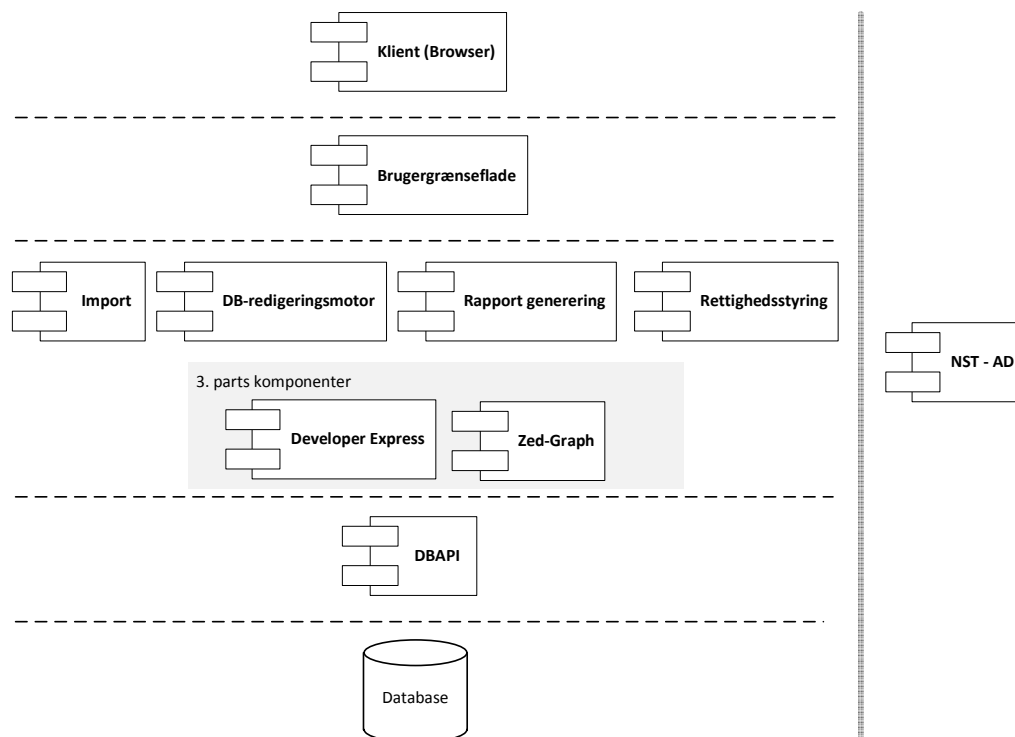 Klient (Browser)
Brugergrænseflade
Import
DB-redigeringsmotor
Rapport generering
Rettighedsstyring
NST - AD
3. parts komponenter
Developer Express
Zed-Graph
DBAPI
Database